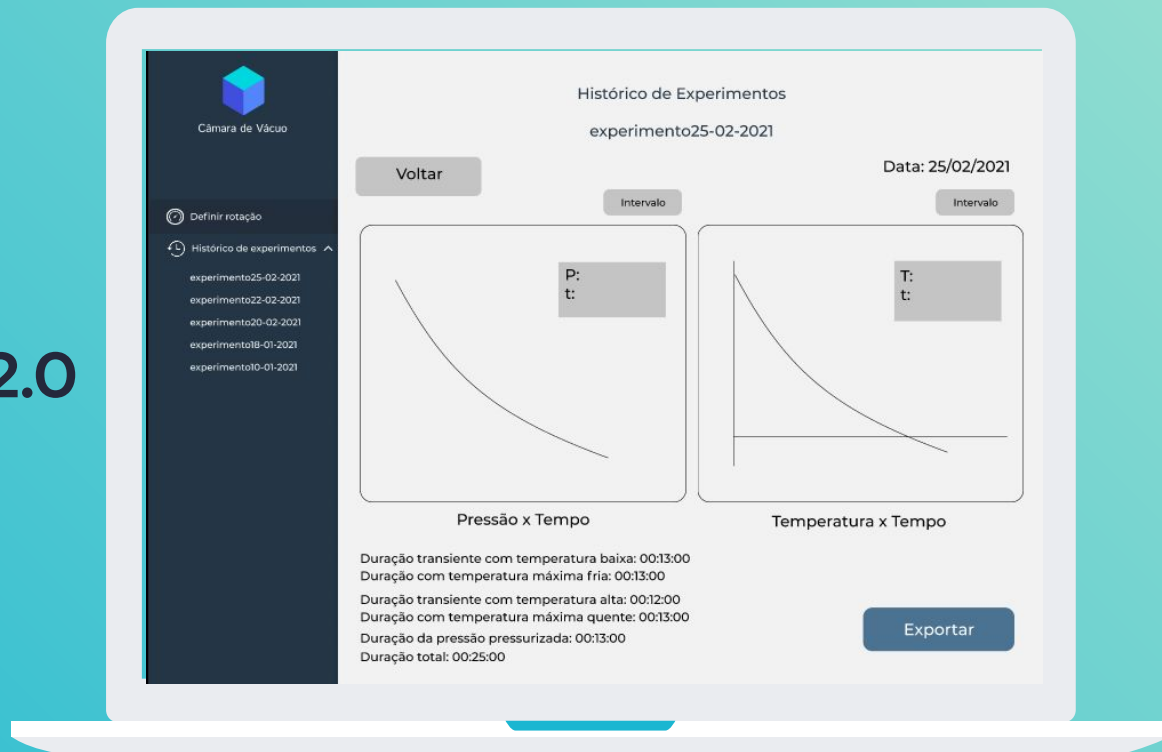 2.0
Câmara de Vácuo
Definir rotação
Histórico de experimentos
experimento25-02-2021
experimento22-02-2021
experimento20-02-2021
experimento18-01-2021
experimento10-01-2021
Histórico de Experimentos
experimento25-02-2021
Voltar
Data: 25/02/2021
Intervalo
Intervalo
P:
t:
T:
t:
Pressão x Tempo
Temperatura x Tempo
Duração transiente com temperatura baixa: 00:13:00
Duração com temperatura máxima fria: 00:13:00
Duração transiente com temperatura alta: 00:12:00
Duração com temperatura máxima quente: 00:13:00
Duração da pressão pressurizada: 00:13:00
Duração total: 00:25:00
Exportar